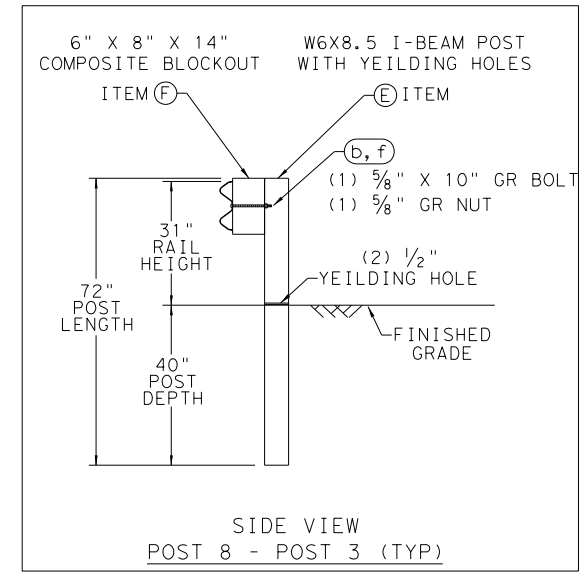 6" X 8" X 14"
COMPOSITE BLOCKOUT
ITEM F
W6X8.5 I-BEAM POST
WITH YEILDING HOLES
E ITEM
b, f
(1) 5/8" X 10" GR BOLT
(1) 5/8" GR NUT
31"
RAIL
HEIGHT
(2) 1/2"
YEILDING HOLE
72"
POST
LENGTH
FINISHED
GRADE
40"
POST
DEPTH
SIDE VIEW
POST 8 - POST 3 (TYP)